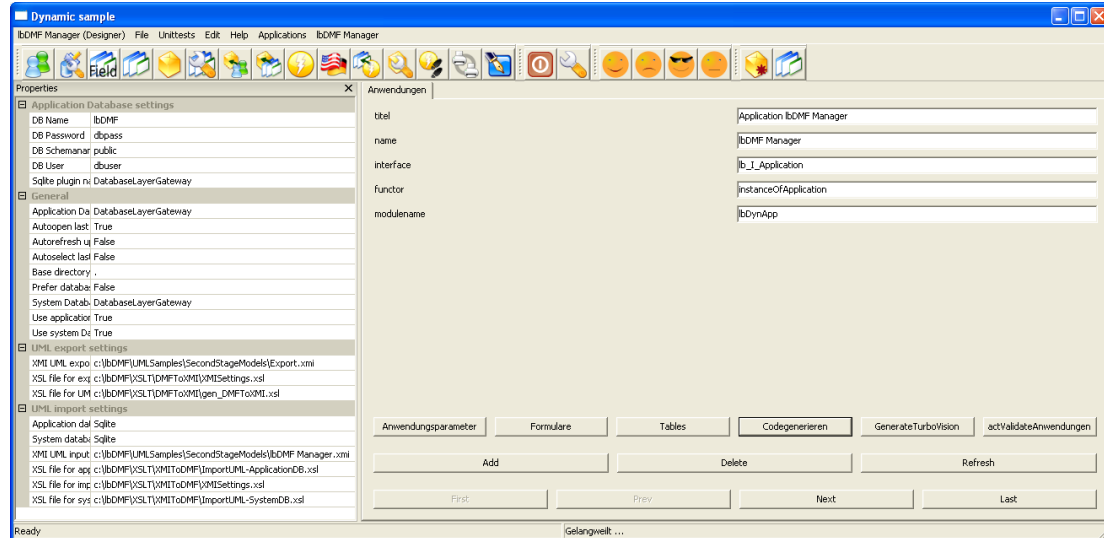 Dynamic sample
lbDMF Manager (Designer) File Unittests Edit Help Applications lbDMF Manager
Field
Properties
Anwendungen
Application Database settings
DB Name lbDMF
DB Password dbpass
DB Schemanar public
DB User dbuser
Sqlite plugin na DatabaseLayerGateway
General
Application Da DatabaseLayerGateway
Autoopen last True
Autorefresh up False
Autoselect last False
Base directory .
Prefer databas False
System Databa DatabaseLayerGateway
Use application True
Use system Da True
UML export settings
XMI UML expo c:\lbDMF\UMLSamples\SecondStageModels\Export.xmi
XSL file for exp c:\lbDMF\XSLT\DMFToXMI\XMISettings.xsl
XSL file for UM c:\lbDMF\XSLT\DMFToXMI\gen_DMFToXMI.xsl
UML import settings
Application dat Sqlite
System databa Sqlite
XMI UML input c:\lbDMF\UMLSamples\SecondStageModels\lbDMF Manager.xmi
XSL file for app c:\lbDMF\XSLT\XMIToDMF\ImportUML-ApplicationDB.xsl
XSL file for imp c:\lbDMF\XSLT\XMIToDMF\XMISettings.xsl
XSL file for sys c:\lbDMF\XSLT\XMIToDMF\ImportUML-SystemDB.xsl
titel Application lbDMF Manager
name lbDMF Manager
interface lb_I_Application
functor instanceOfApplication
modulename lbDynApp
Anwendungsparameter Formulare Tables Codegenerieren GenerateTurboVision actValidateAnwendungen
Add Delete Refresh
First Prev Next Last
Ready Gelangweilt ...